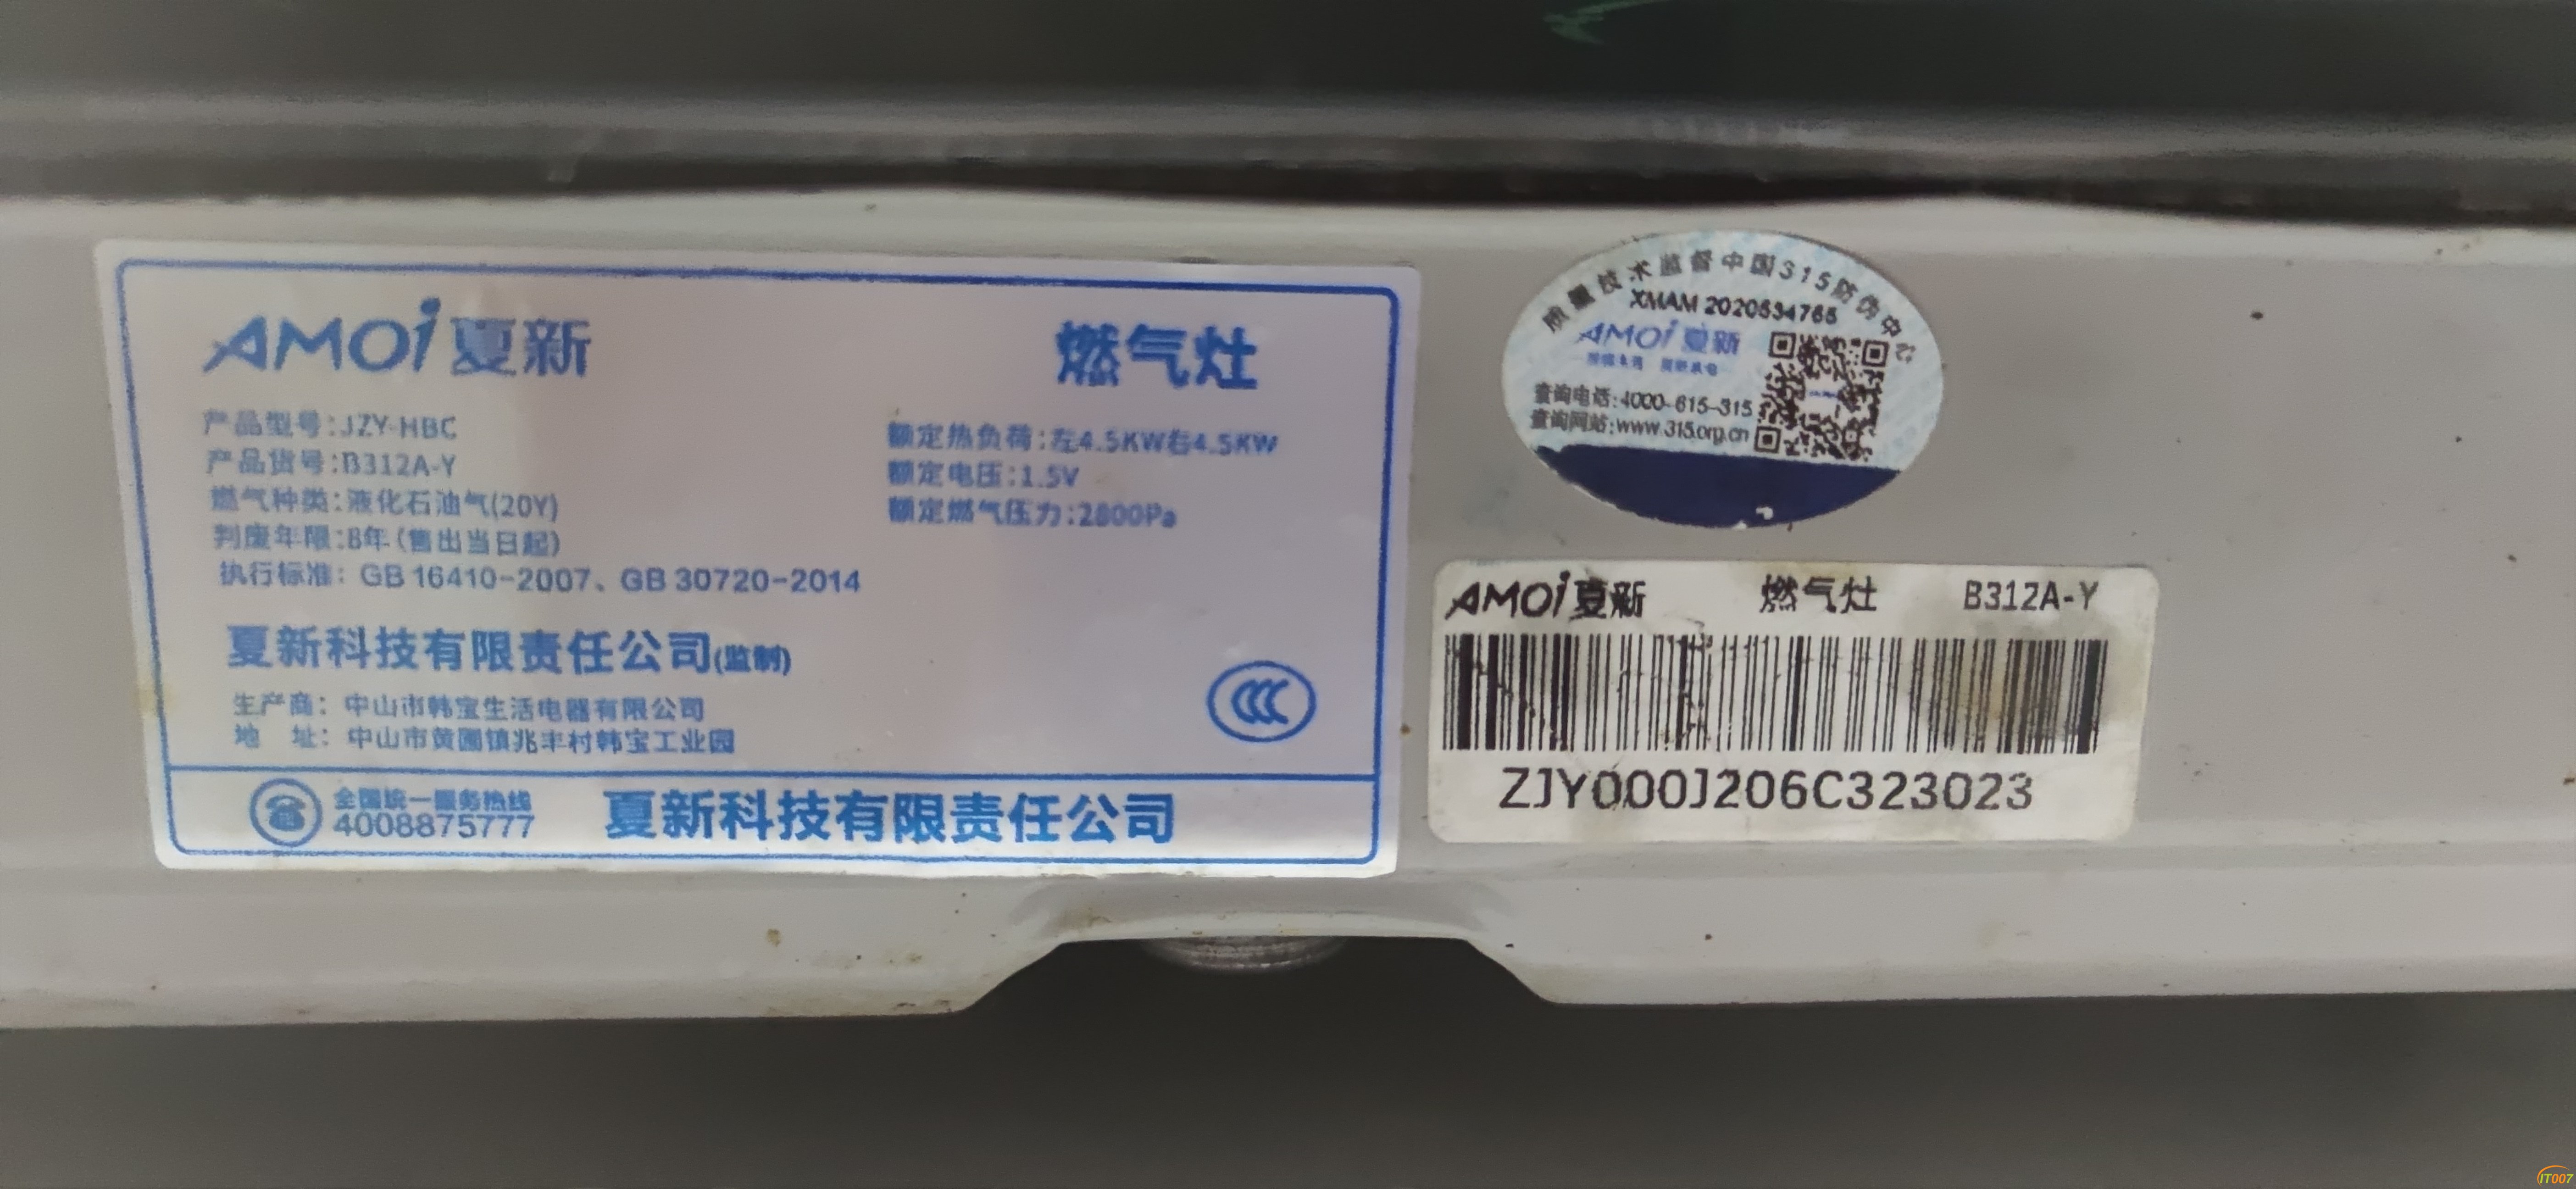 AMOi夏新
燃气灶
产品型号:JZY-HBC
产品货号:B312A-Y
燃气种类:液化石油气(20Y)
判废年限:8年(售出当日起)
执行标准: GB 16410-2007、GB 30720-2014
额定热负荷:左4.5KW右4.5KW
额定电压:1.5V
额定燃气压力:2800Pa
夏新科技有限责任公司(监制)
生产商: 中山市韩宝生活电器有限公司
地 址: 中山市黄圃镇兆丰村韩宝工业园
全国统一服务热线
4008875777
夏新科技有限责任公司
质量技术监督中国315防伪中心
XMAM 2020534765
AMOi夏新
查询电话:4000-615-315
查询网站:www.315.org.cn
AMOi夏新 燃气灶 B312A-Y
ZJY000J206C323023
IT007